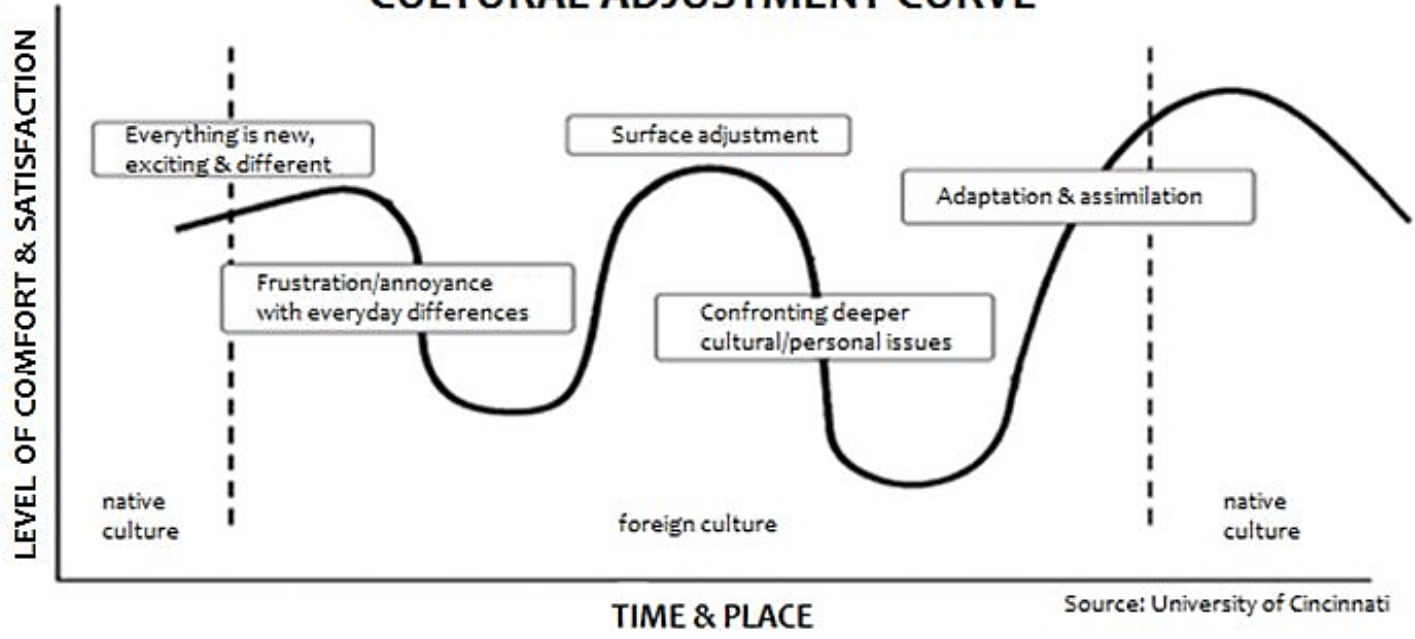 CULTURAL ADJUSTMENT CURVE
LEVEL OF COMFORT & SATISFACTION
Everything is new,
exciting & different
Surface adjustment
Adaptation & assimilation
Frustration/annoyance
with everyday differences
Confronting deeper
cultural/personal issues
native
culture
foreign culture
native
culture
TIME & PLACE
Source: University of Cincinnati